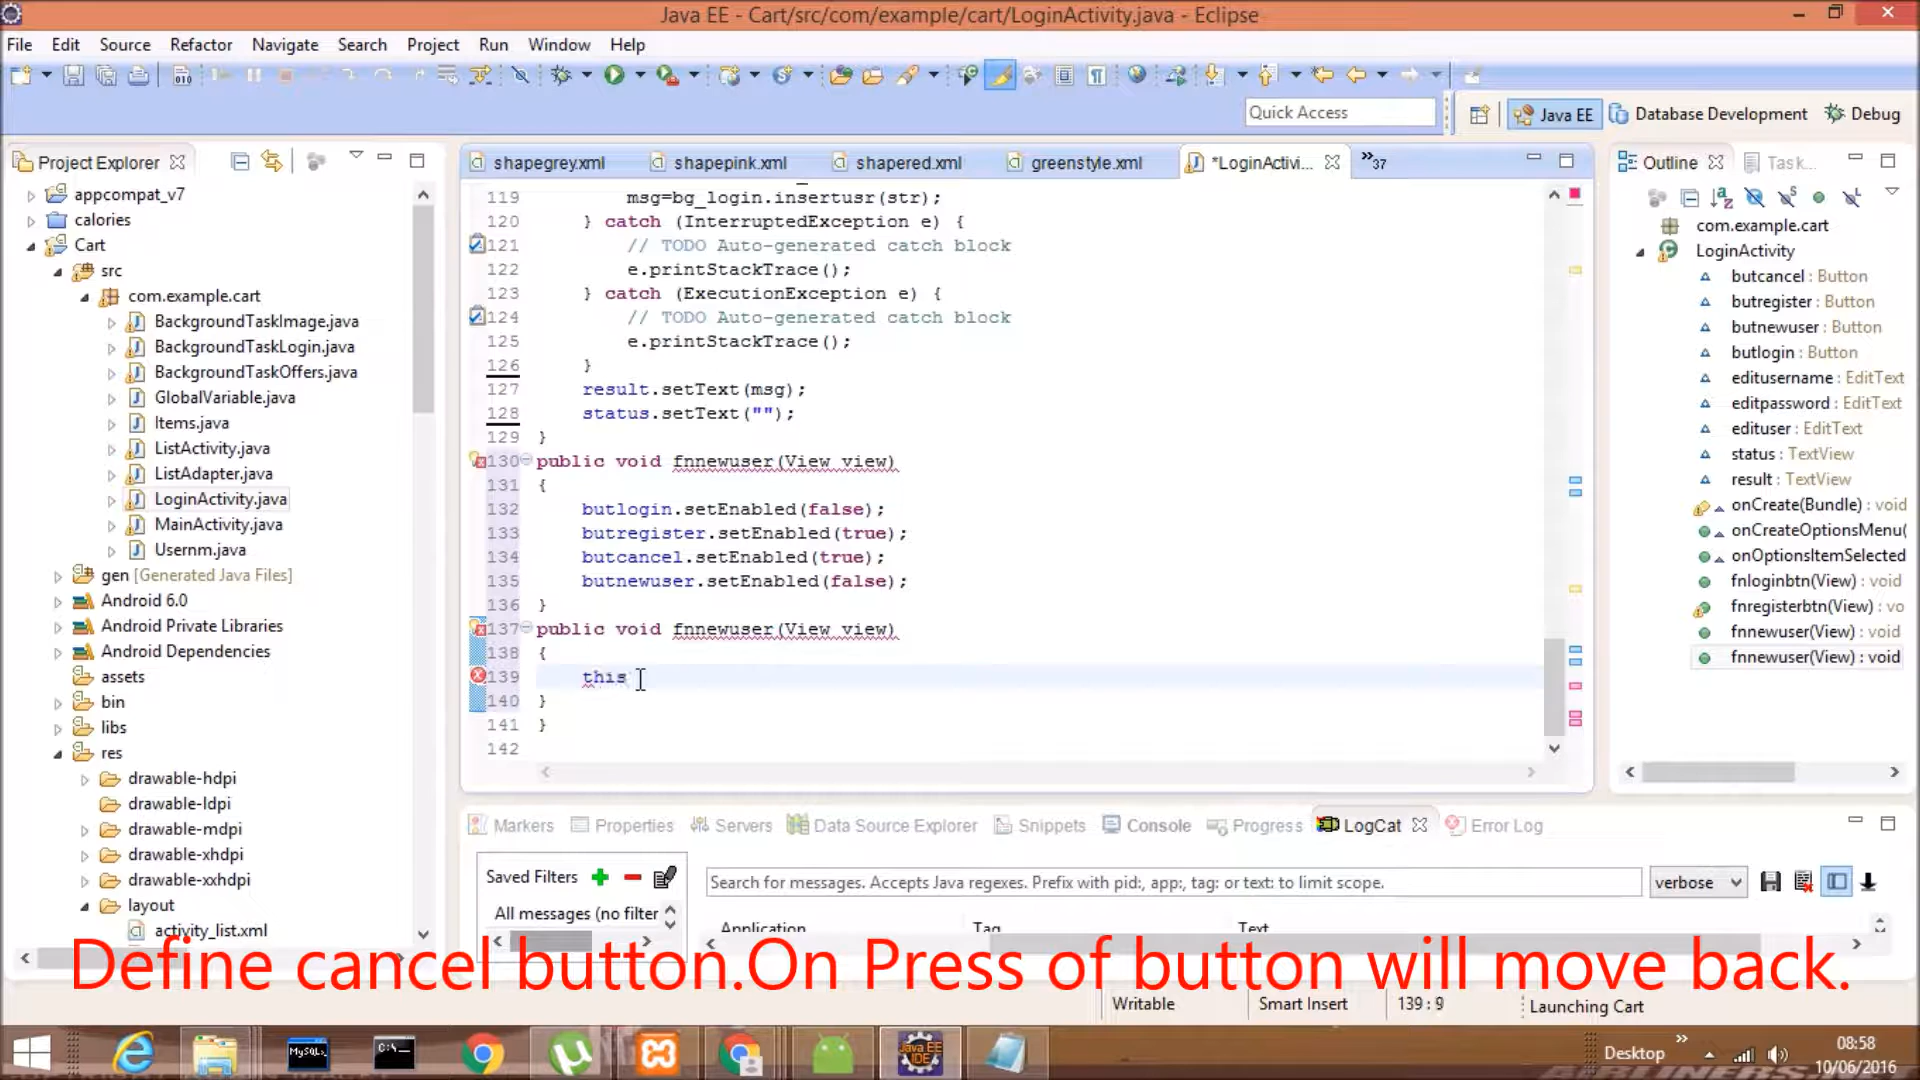 Java EE - Cart/src/com/example/cart/LoginActivity.java - Eclipse
File Edit Source Refactor Navigate Search Project Run Window Help
Quick Access
Java EE
Database Development
Debug
Project Explorer
appcompat_v7
calories
Cart
src
com.example.cart
BackgroundTaskImage.java
BackgroundTaskLogin.java
BackgroundTaskOffers.java
GlobalVariable.java
Items.java
ListActivity.java
ListAdapter.java
LoginActivity.java
MainActivity.java
Usernm.java
gen [Generated Java Files]
Android 6.0
Android Private Libraries
Android Dependencies
assets
bin
libs
res
drawable-hdpi
drawable-ldpi
drawable-mdpi
drawable-xhdpi
drawable-xxhdpi
layout
activity_list.xml
shapegrey.xml
shapepink.xml
shapered.xml
greenstyle.xml
*LoginActivi...
»37
119 msg=bg_login.insertusr(str);
120 } catch (InterruptedException e) {
121 // TODO Auto-generated catch block
122 e.printStackTrace();
123 } catch (ExecutionException e) {
124 // TODO Auto-generated catch block
125 e.printStackTrace();
126 }
127 result.setText(msg);
128 status.setText("");
129 }
130 public void fnnewuser(View view)
131 {
132 butlogin.setEnabled(false);
133 butregister.setEnabled(true);
134 butcancel.setEnabled(true);
135 butnewuser.setEnabled(false);
136 }
137 public void fnnewuser(View view)
138 {
139 this
140 }
141 }
142
Outline
Task...
com.example.cart
LoginActivity
butcancel : Button
butregister : Button
butnewuser : Button
butlogin : Button
editusername : EditText
editpassword : EditText
edituser : EditText
status : TextView
result : TextView
onCreate(Bundle) : void
onCreateOptionsMenu(
onOptionsItemSelected
fnloginbtn(View) : void
fnregisterbtn(View) : vo
fnnewuser(View) : void
fnnewuser(View) : void
Markers
Properties
Servers
Data Source Explorer
Snippets
Console
Progress
LogCat
Error Log
Saved Filters
All messages (no filter
Search for messages. Accepts Java regexes. Prefix with pid:, app:, tag: or text: to limit scope.
verbose
Application Tag Text
Define cancel button.On Press of button will move back.
Writable
Smart Insert
139 : 9
Launching Cart
MySQL
C:\
Java EE
IDE
Desktop
08:58
10/06/2016